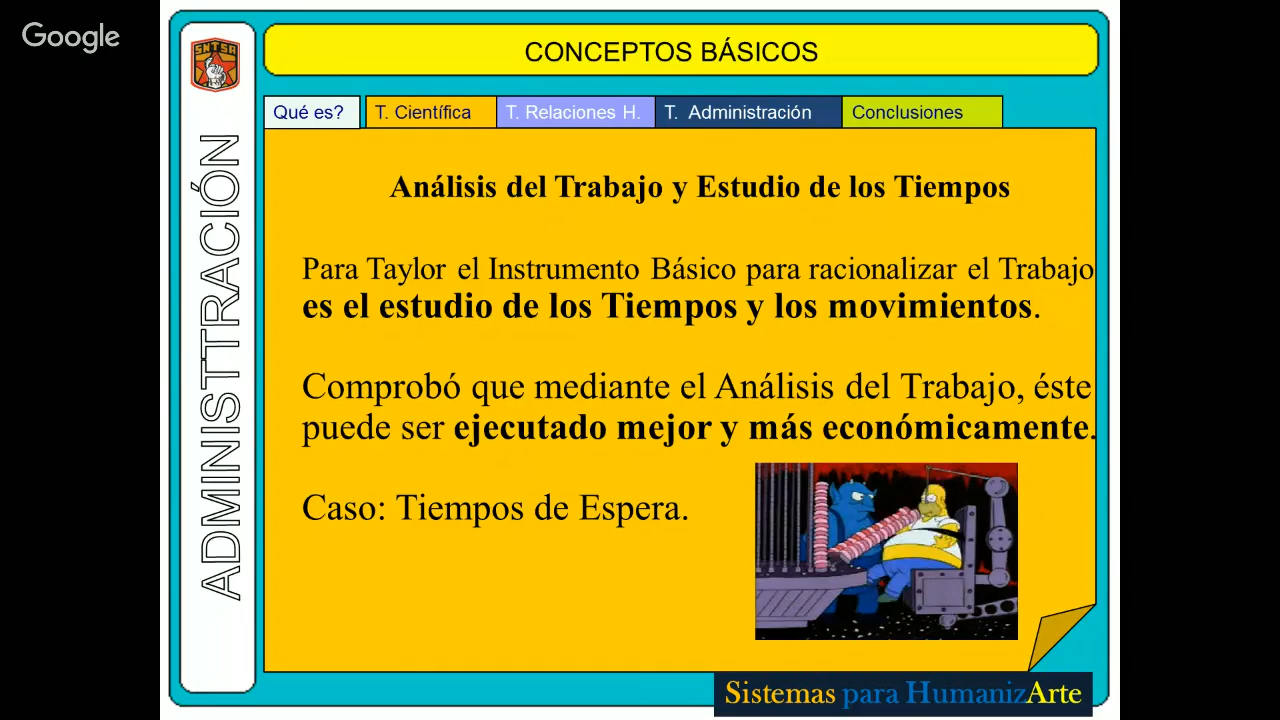 Google
SNTSA
CONCEPTOS BÁSICOS
Qué es?
T. Científica
T. Relaciones H.
T. Administración
Conclusiones
ADMINISTTRACIÓN
Análisis del Trabajo y Estudio de los Tiempos
Para Taylor el Instrumento Básico para racionalizar el Trabajo
es el estudio de los Tiempos y los movimientos.
Comprobó que mediante el Análisis del Trabajo, éste
puede ser ejecutado mejor y más económicamente.
Caso: Tiempos de Espera.
Sistemas para HumanizArte